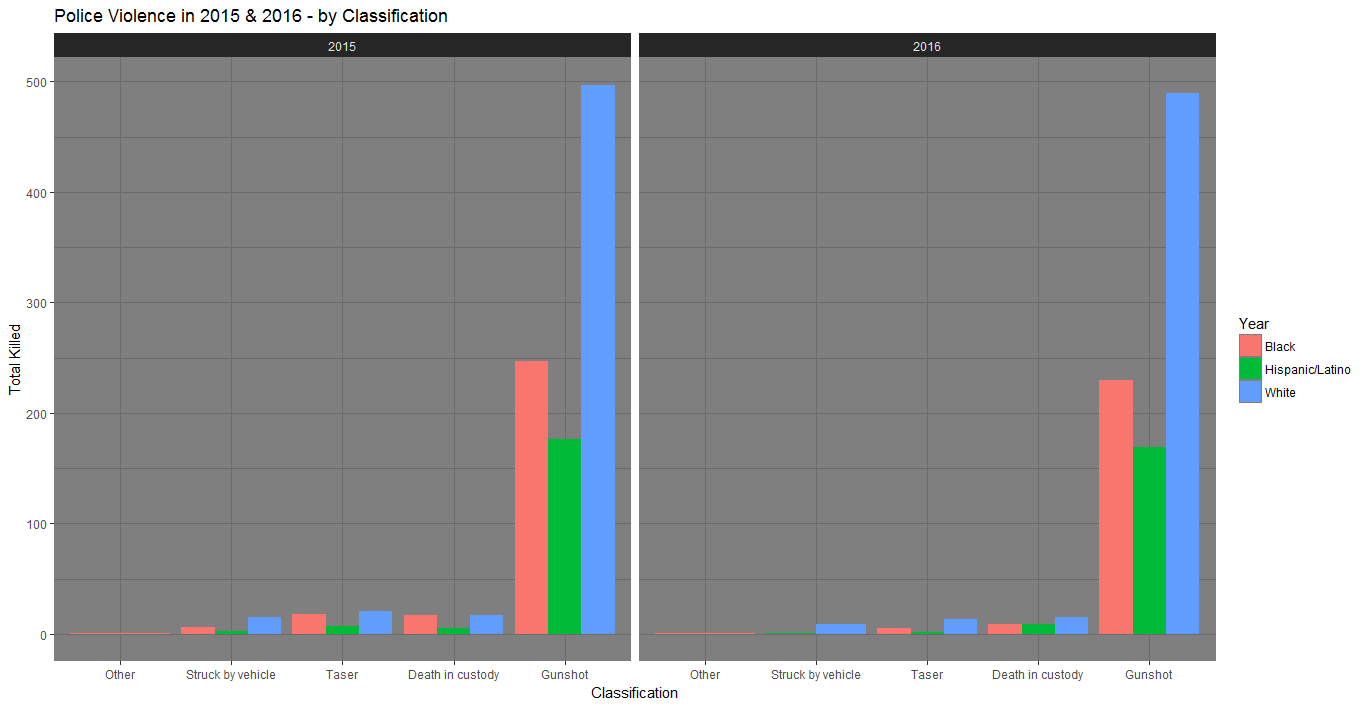 Police Violence in 2015 & 2016 - by Classification
2015
2016
500
400
300
200
100
0
Total Killed
Other
Struck by vehicle
Taser
Death in custody
Gunshot
Other
Struck by vehicle
Taser
Death in custody
Gunshot
Classification
Year
Black
Hispanic/Latino
White